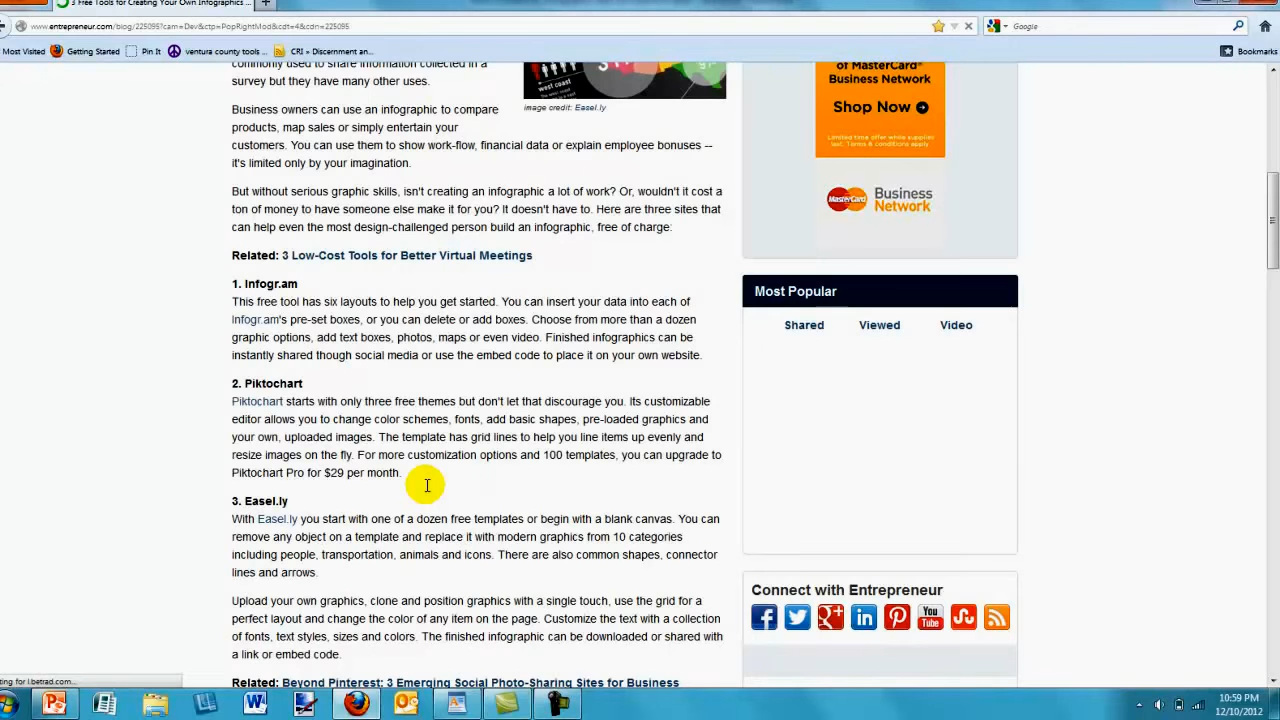 3 Free Tools for Creating Your Own Infographics
www.entrepreneur.com/blog/225095?cam=Dev&ctp=PopRightMod&cdt=4&cdn=225095
Google
Most Visited
Getting Started
Pin It
ventura county tools ...
CRI » Discernment an...
Bookmarks
commonly used to share information collected in a
survey but they have many other uses.
west coast
image credit: Easel.ly
Business owners can use an infographic to compare
products, map sales or simply entertain your
customers. You can use them to show work-flow, financial data or explain employee bonuses --
it's limited only by your imagination.
But without serious graphic skills, isn't creating an infographic a lot of work? Or, wouldn't it cost a
ton of money to have someone else make it for you? It doesn't have to. Here are three sites that
can help even the most design-challenged person build an infographic, free of charge:
Related: 3 Low-Cost Tools for Better Virtual Meetings
1. Infogr.am
This free tool has six layouts to help you get started. You can insert your data into each of
Infogr.am's pre-set boxes, or you can delete or add boxes. Choose from more than a dozen
graphic options, add text boxes, photos, maps or even video. Finished infographics can be
instantly shared though social media or use the embed code to place it on your own website.
2. Piktochart
Piktochart starts with only three free themes but don't let that discourage you. Its customizable
editor allows you to change color schemes, fonts, add basic shapes, pre-loaded graphics and
your own, uploaded images. The template has grid lines to help you line items up evenly and
resize images on the fly. For more customization options and 100 templates, you can upgrade to
Piktochart Pro for $29 per month.
3. Easel.ly
With Easel.ly you start with one of a dozen free templates or begin with a blank canvas. You can
remove any object on a template and replace it with modern graphics from 10 categories
including people, transportation, animals and icons. There are also common shapes, connector
lines and arrows.
Upload your own graphics, clone and position graphics with a single touch, use the grid for a
perfect layout and change the color of any item on the page. Customize the text with a collection
of fonts, text styles, sizes and colors. The finished infographic can be downloaded or shared with
a link or embed code.
Related: Beyond Pinterest: 3 Emerging Social Photo-Sharing Sites for Business
of MasterCard®
Business Network
Shop Now
Limited time offer while supplies
last. Terms & conditions apply
MasterCard
Business
Network
Most Popular
Shared
Viewed
Video
Connect with Entrepreneur
You
Tube
ting for l.betrad.com...
10:59 PM
12/10/2012